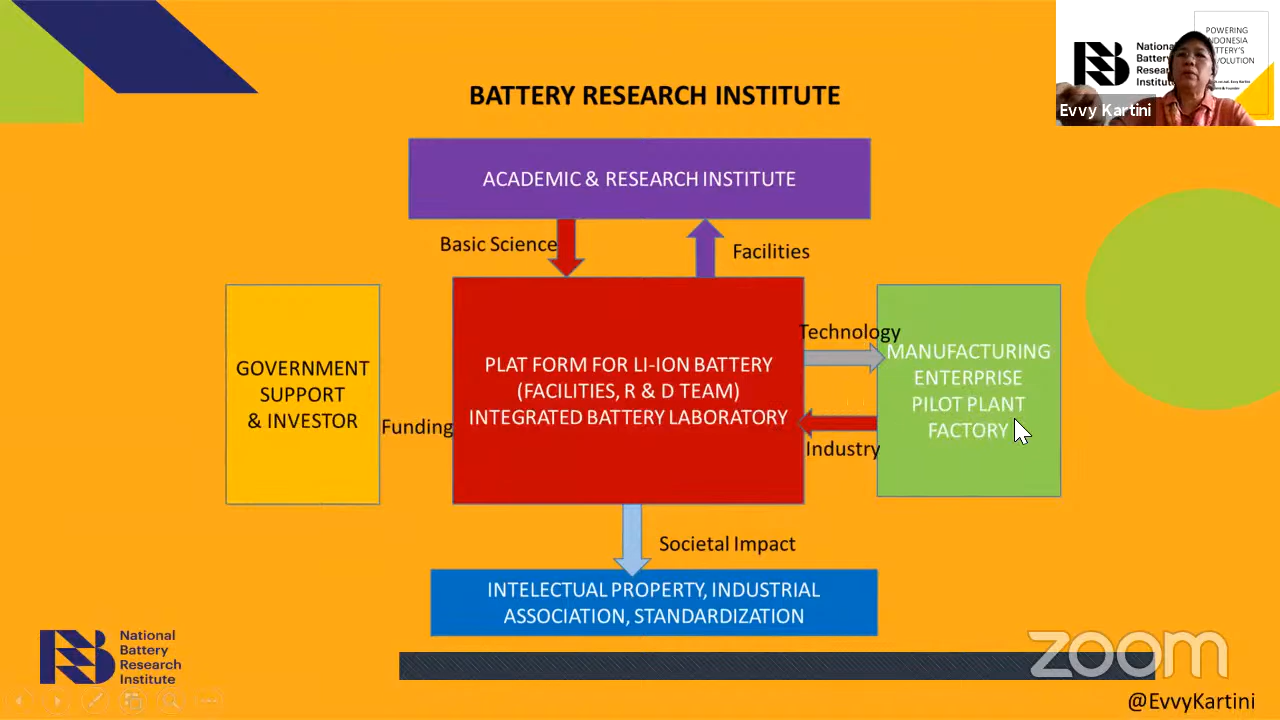 BATTERY RESEARCH INSTITUTE
ACADEMIC & RESEARCH INSTITUTE
Basic Science
Facilities
GOVERNMENT
SUPPORT
& INVESTOR
Funding
PLAT FORM FOR LI-ION BATTERY
(FACILITIES, R & D TEAM)
INTEGRATED BATTERY LABORATORY
Technology
Industry
MANUFACTURING
ENTERPRISE
PILOT PLANT
FACTORY
Societal Impact
INTELECTUAL PROPERTY, INDUSTRIAL
ASSOCIATION, STANDARDIZATION
National
Battery
Research
Institute
zoom
@EvvyKartini
Battery
POWERING
Evvy Kartini